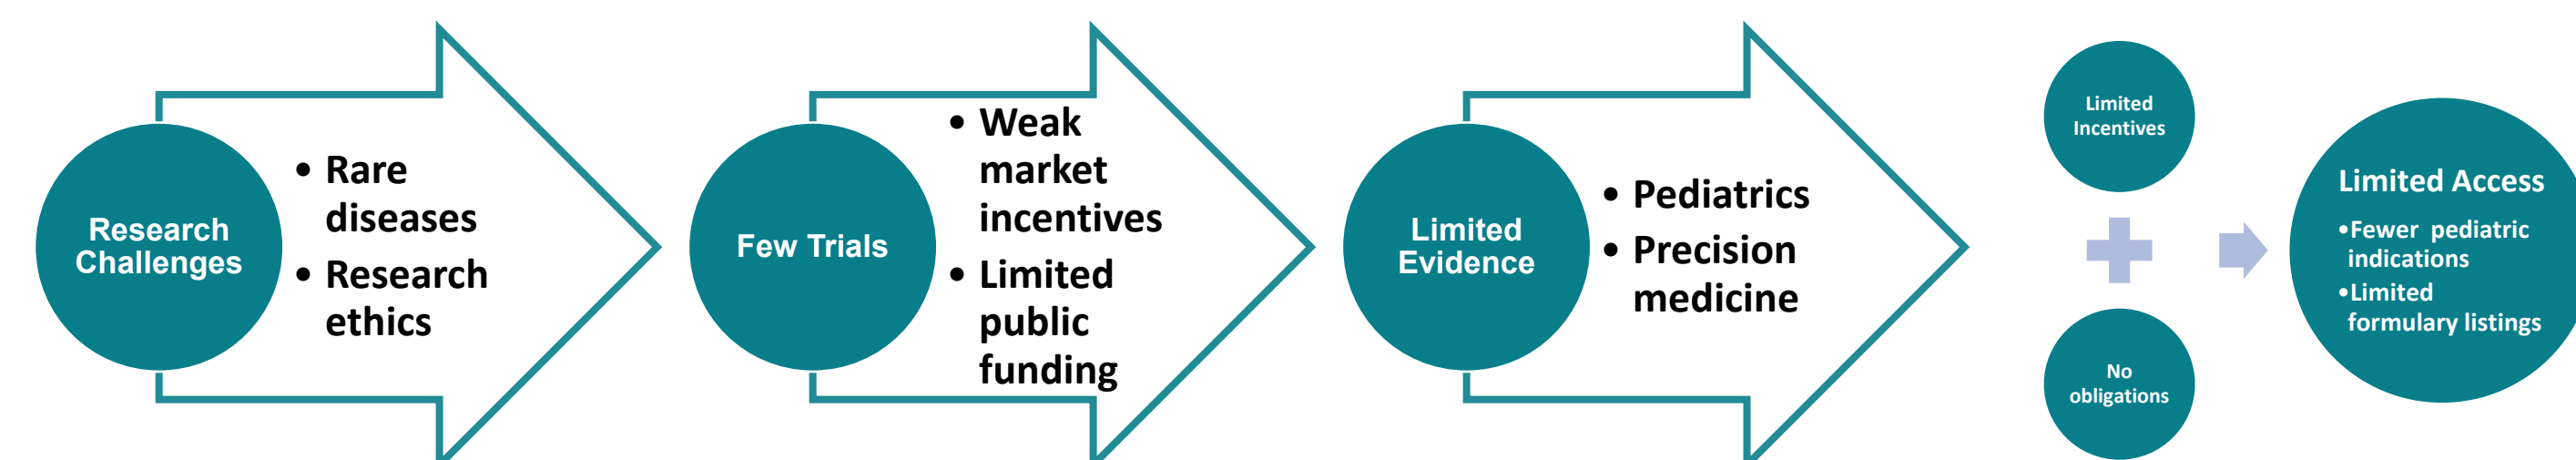 Research
Challenges
• Rare
diseases
• Research
ethics
Few Trials
• Weak
market
incentives
• Limited
public
funding
Limited
Evidence
• Pediatrics
• Precision
medicine
Limited
Incentives
No
obligations
Limited Access
•Fewer pediatric
indications
•Limited
formulary listings